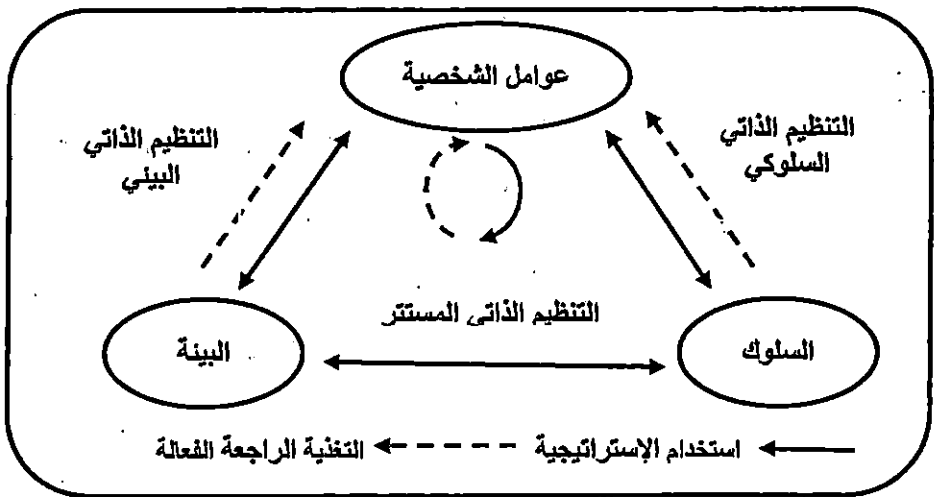 عوامل الشخصية
التنظيم الذاتي
السلوكي
التنظيم الذاتي
البيئي
التنظيم الذاتي المستتر
السلوك
البيئة
استخدام الإستراتيجية
التغذية الراجعة الفعالة